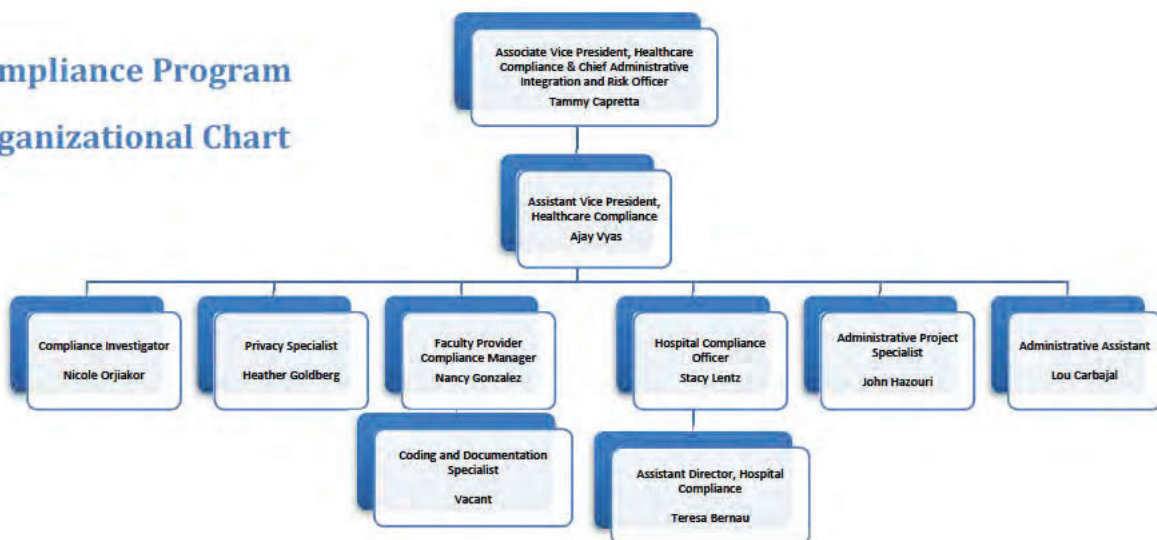 mpliance Program
ganizational Chart
Associate Vice President, Healthcare
Compliance & Chief Administrative
Integration and Risk Officer
Tammy Capretta
Assistant Vice President,
Healthcare Compliance
Ajay Vyas
Compliance Investigator
Nicole Orjiakor
Privacy Specialist
Heather Goldberg
Faculty Provider
Compliance Manager
Nancy Gonzalez
Hospital Compliance
Officer
Stacy Lentz
Administrative Project
Specialist
John Hazouri
Administrative Assistant
Lou Carbajal
Coding and Documentation
Specialist
Vacant
Assistant Director, Hospital
Compliance
Teresa Bernau